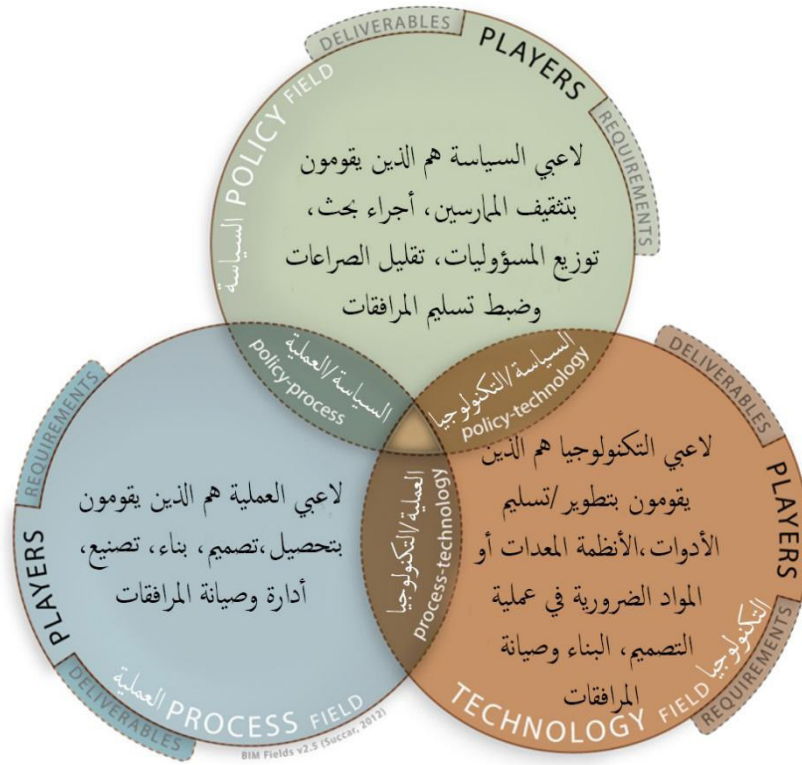 DELIVERABLES
PLAYERS
REQUIREMENTS
السياسة POLICY FIELD
لاعبي السياسة هم الذين يقومون
بتثقيف الممارسين، أجراء بحث،
توزيع المسؤوليات، تقليل الصراعات
وضبط تسليم المرافقات
السياسة/العملية
policy-process
السياسة/التكنولوجيا
policy-technology
العملية/التكنولوجيا
process-technology
REQUIREMENTS
PLAYERS
DELIVERABLES
لاعبي العملية هم الذين يقومون
بتحصيل،تصميم، بناء، تصنيع،
أدارة وصيانة المرافقات
العملية PROCESS FIELD
BIM Fields v2.5 (Succar, 2012)
DELIVERABLES
PLAYERS
REQUIREMENTS
لاعبي التكنولوجيا هم الذين
يقومون بتطوير/تسليم
الأدوات،الأنظمة المعدات أو
المواد الضرورية في عملية
التصميم، البناء وصيانة
المرافقات
TECHNOLOGY FIELD التكنولوجيا